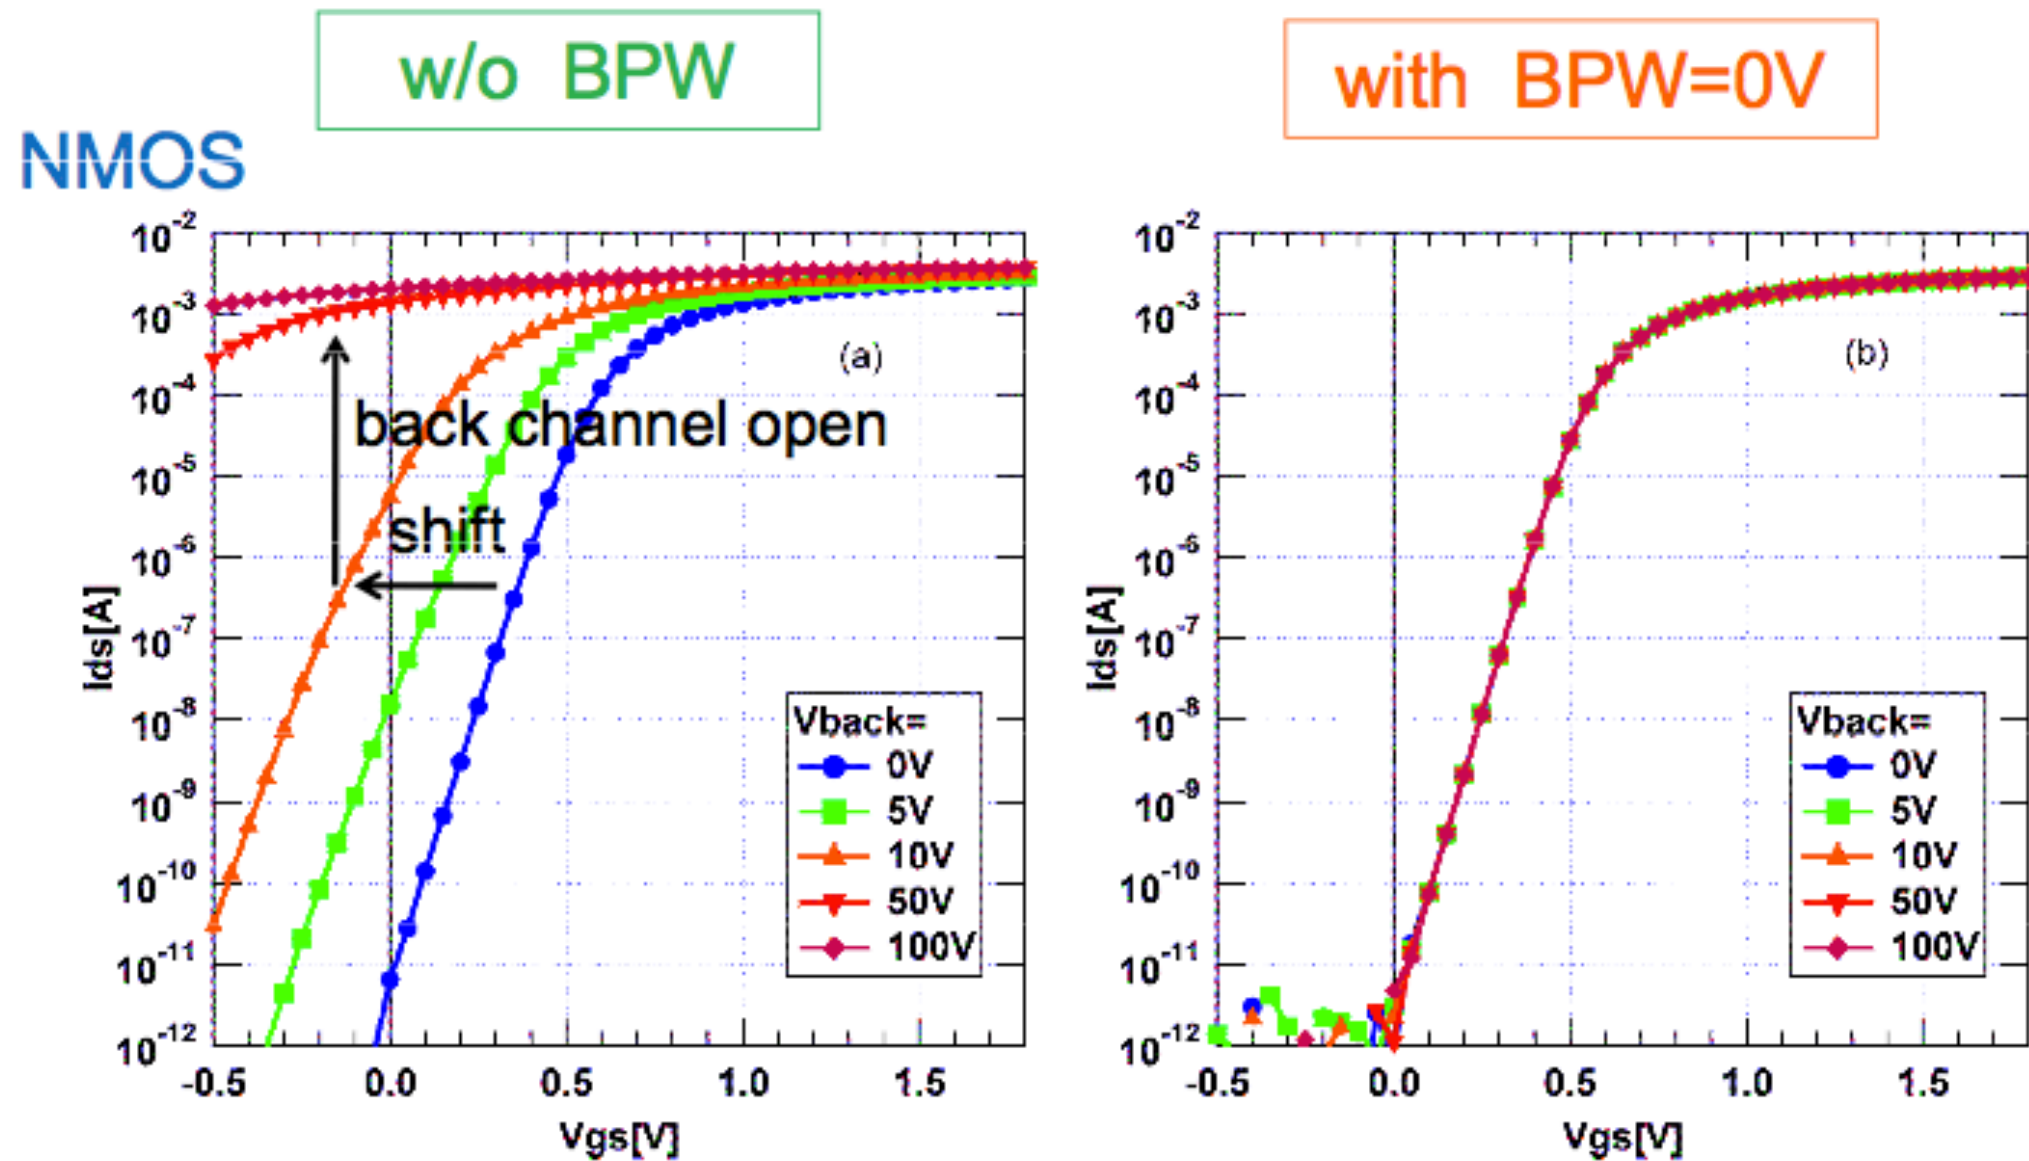 w/o BPW
with BPW=0V
NMOS
10-2
10-3
10-4
10-5
10-6
10-7
10-8
10-9
10-10
10-11
10-12
Ids[A]
(a)
back channel open
shift
Vback=
0V
5V
10V
50V
100V
-0.5
0.0
0.5
1.0
1.5
Vgs[V]
10-2
10-3
10-4
10-5
10-6
10-7
10-8
10-9
10-10
10-11
10-12
Ids[A]
(b)
Vback=
0V
5V
10V
50V
100V
-0.5
0.0
0.5
1.0
1.5
Vgs[V]